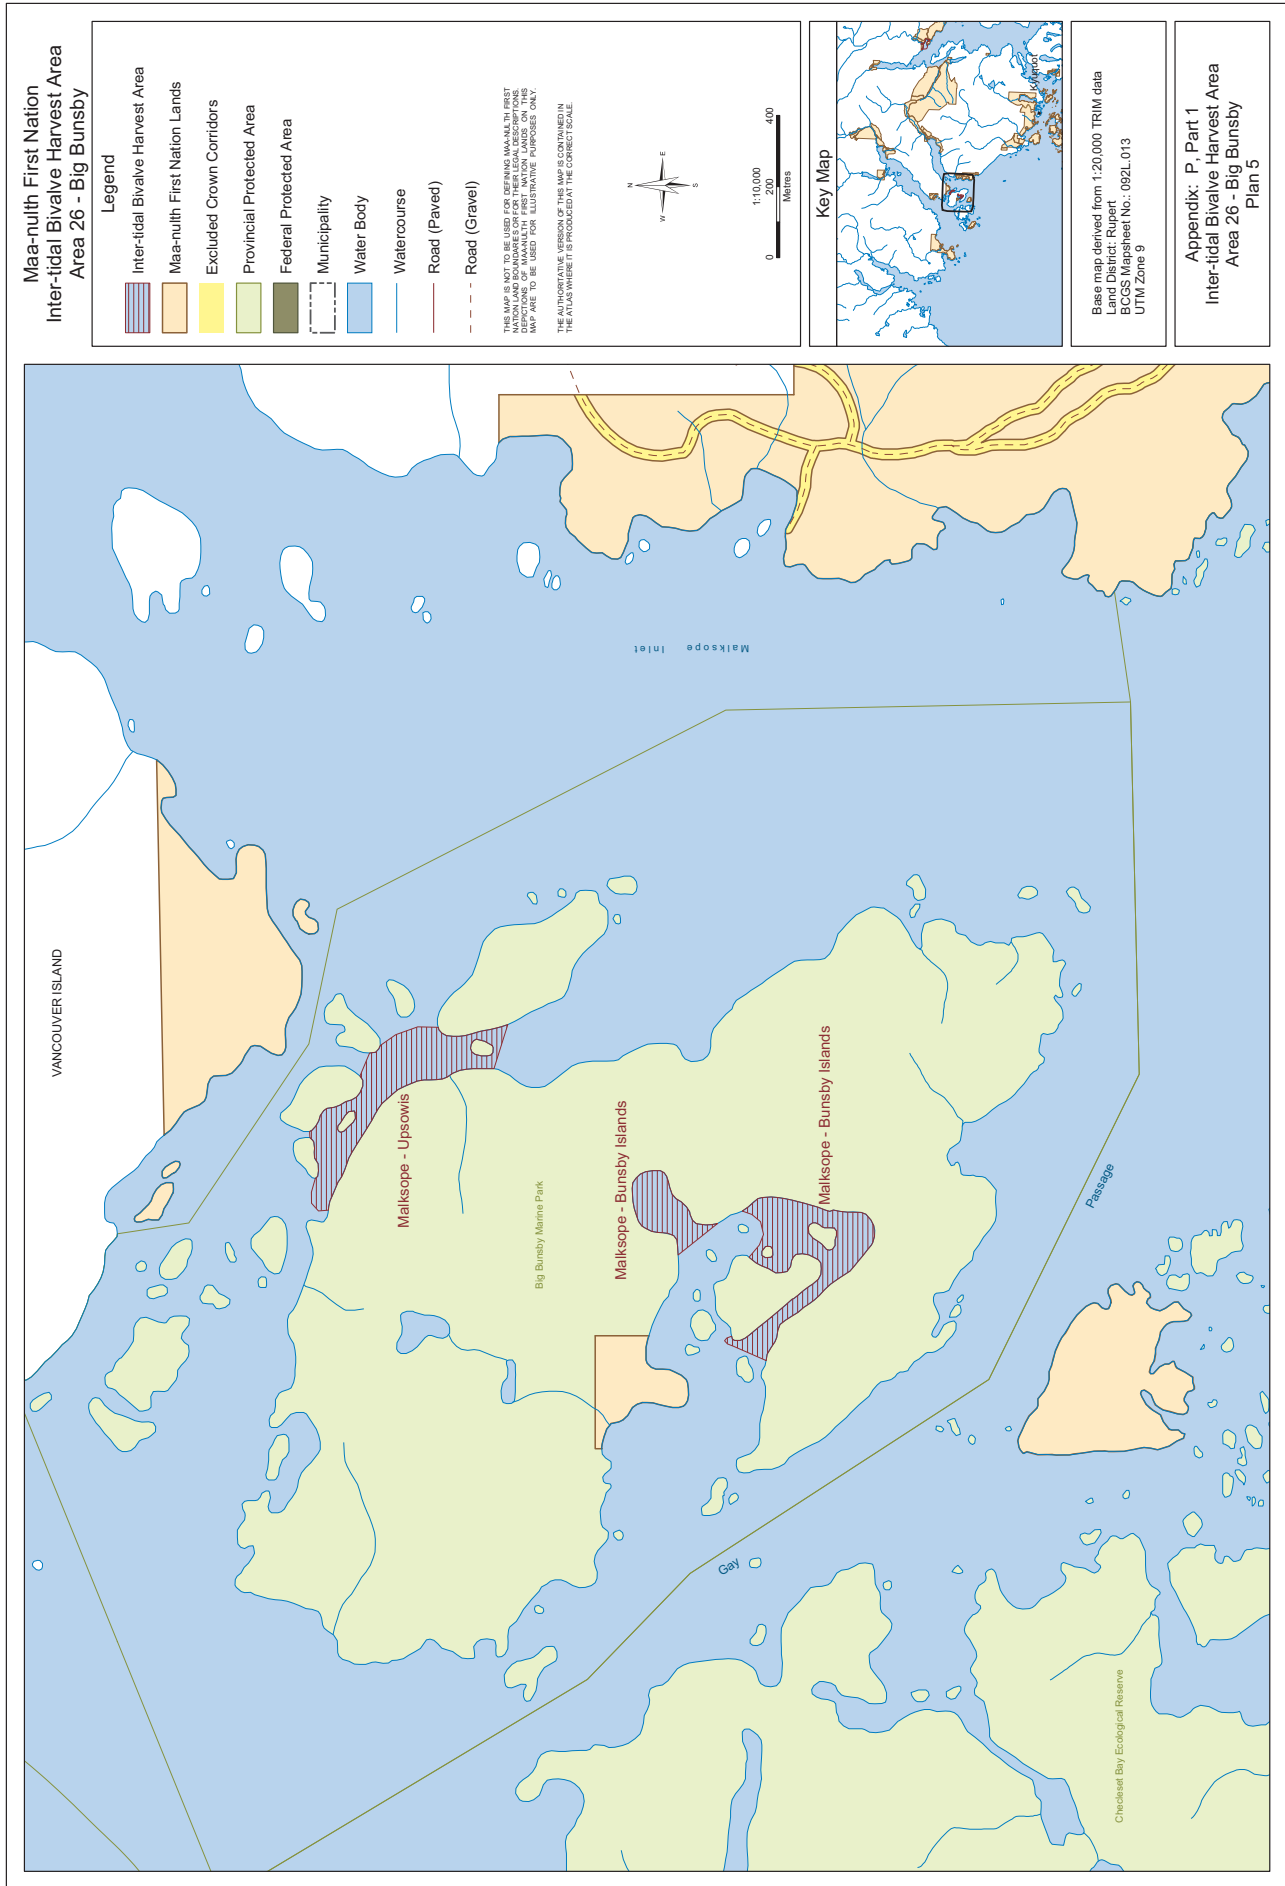 Maa-nulth First Nation
Inter-tidal Bivalve Harvest Area
Area 26 - Big Bunsby
Legend
Inter-tidal Bivalve Harvest Area
Maa-nulth First Nation Lands
Excluded Crown Corridors
Provincial Protected Area
Federal Protected Area
Municipality
Water Body
Watercourse
Road (Paved)
Road (Gravel)
THIS MAP IS NOT TO BE USED FOR DEFINING MAA-NULTH FIRST
NATION LAND BOUNDARIES OR FOR THEIR LEGAL DESCRIPTIONS.
DEPICTIONS OF MAA-NULTH FIRST NATION LANDS ON THIS
MAP ARE TO BE USED FOR ILLUSTRATIVE PURPOSES ONLY.
THE AUTHORITATIVE VERSION OF THIS MAP IS CONTAINED IN
THE ATLAS WHERE IT IS PRODUCED AT THE CORRECT SCALE.
N
W
E
S
1:10,000
0 200 400
Metres
Key Map
Kyuquot
Base map derived from 1:20,000 TRIM data
Land District: Rupert
BCGS Mapsheet No.: 092L.013
UTM Zone 9
Appendix: P, Part 1
Inter-tidal Bivalve Harvest Area
Area 26 - Big Bunsby
Plan 5
VANCOUVER ISLAND
Malksope Inlet
Malksope - Upsowis
Big Bunsby Marine Park
Malksope - Bunsby Islands
Malksope - Bunsby Islands
Gay
Passage
Checleset Bay Ecological Reserve